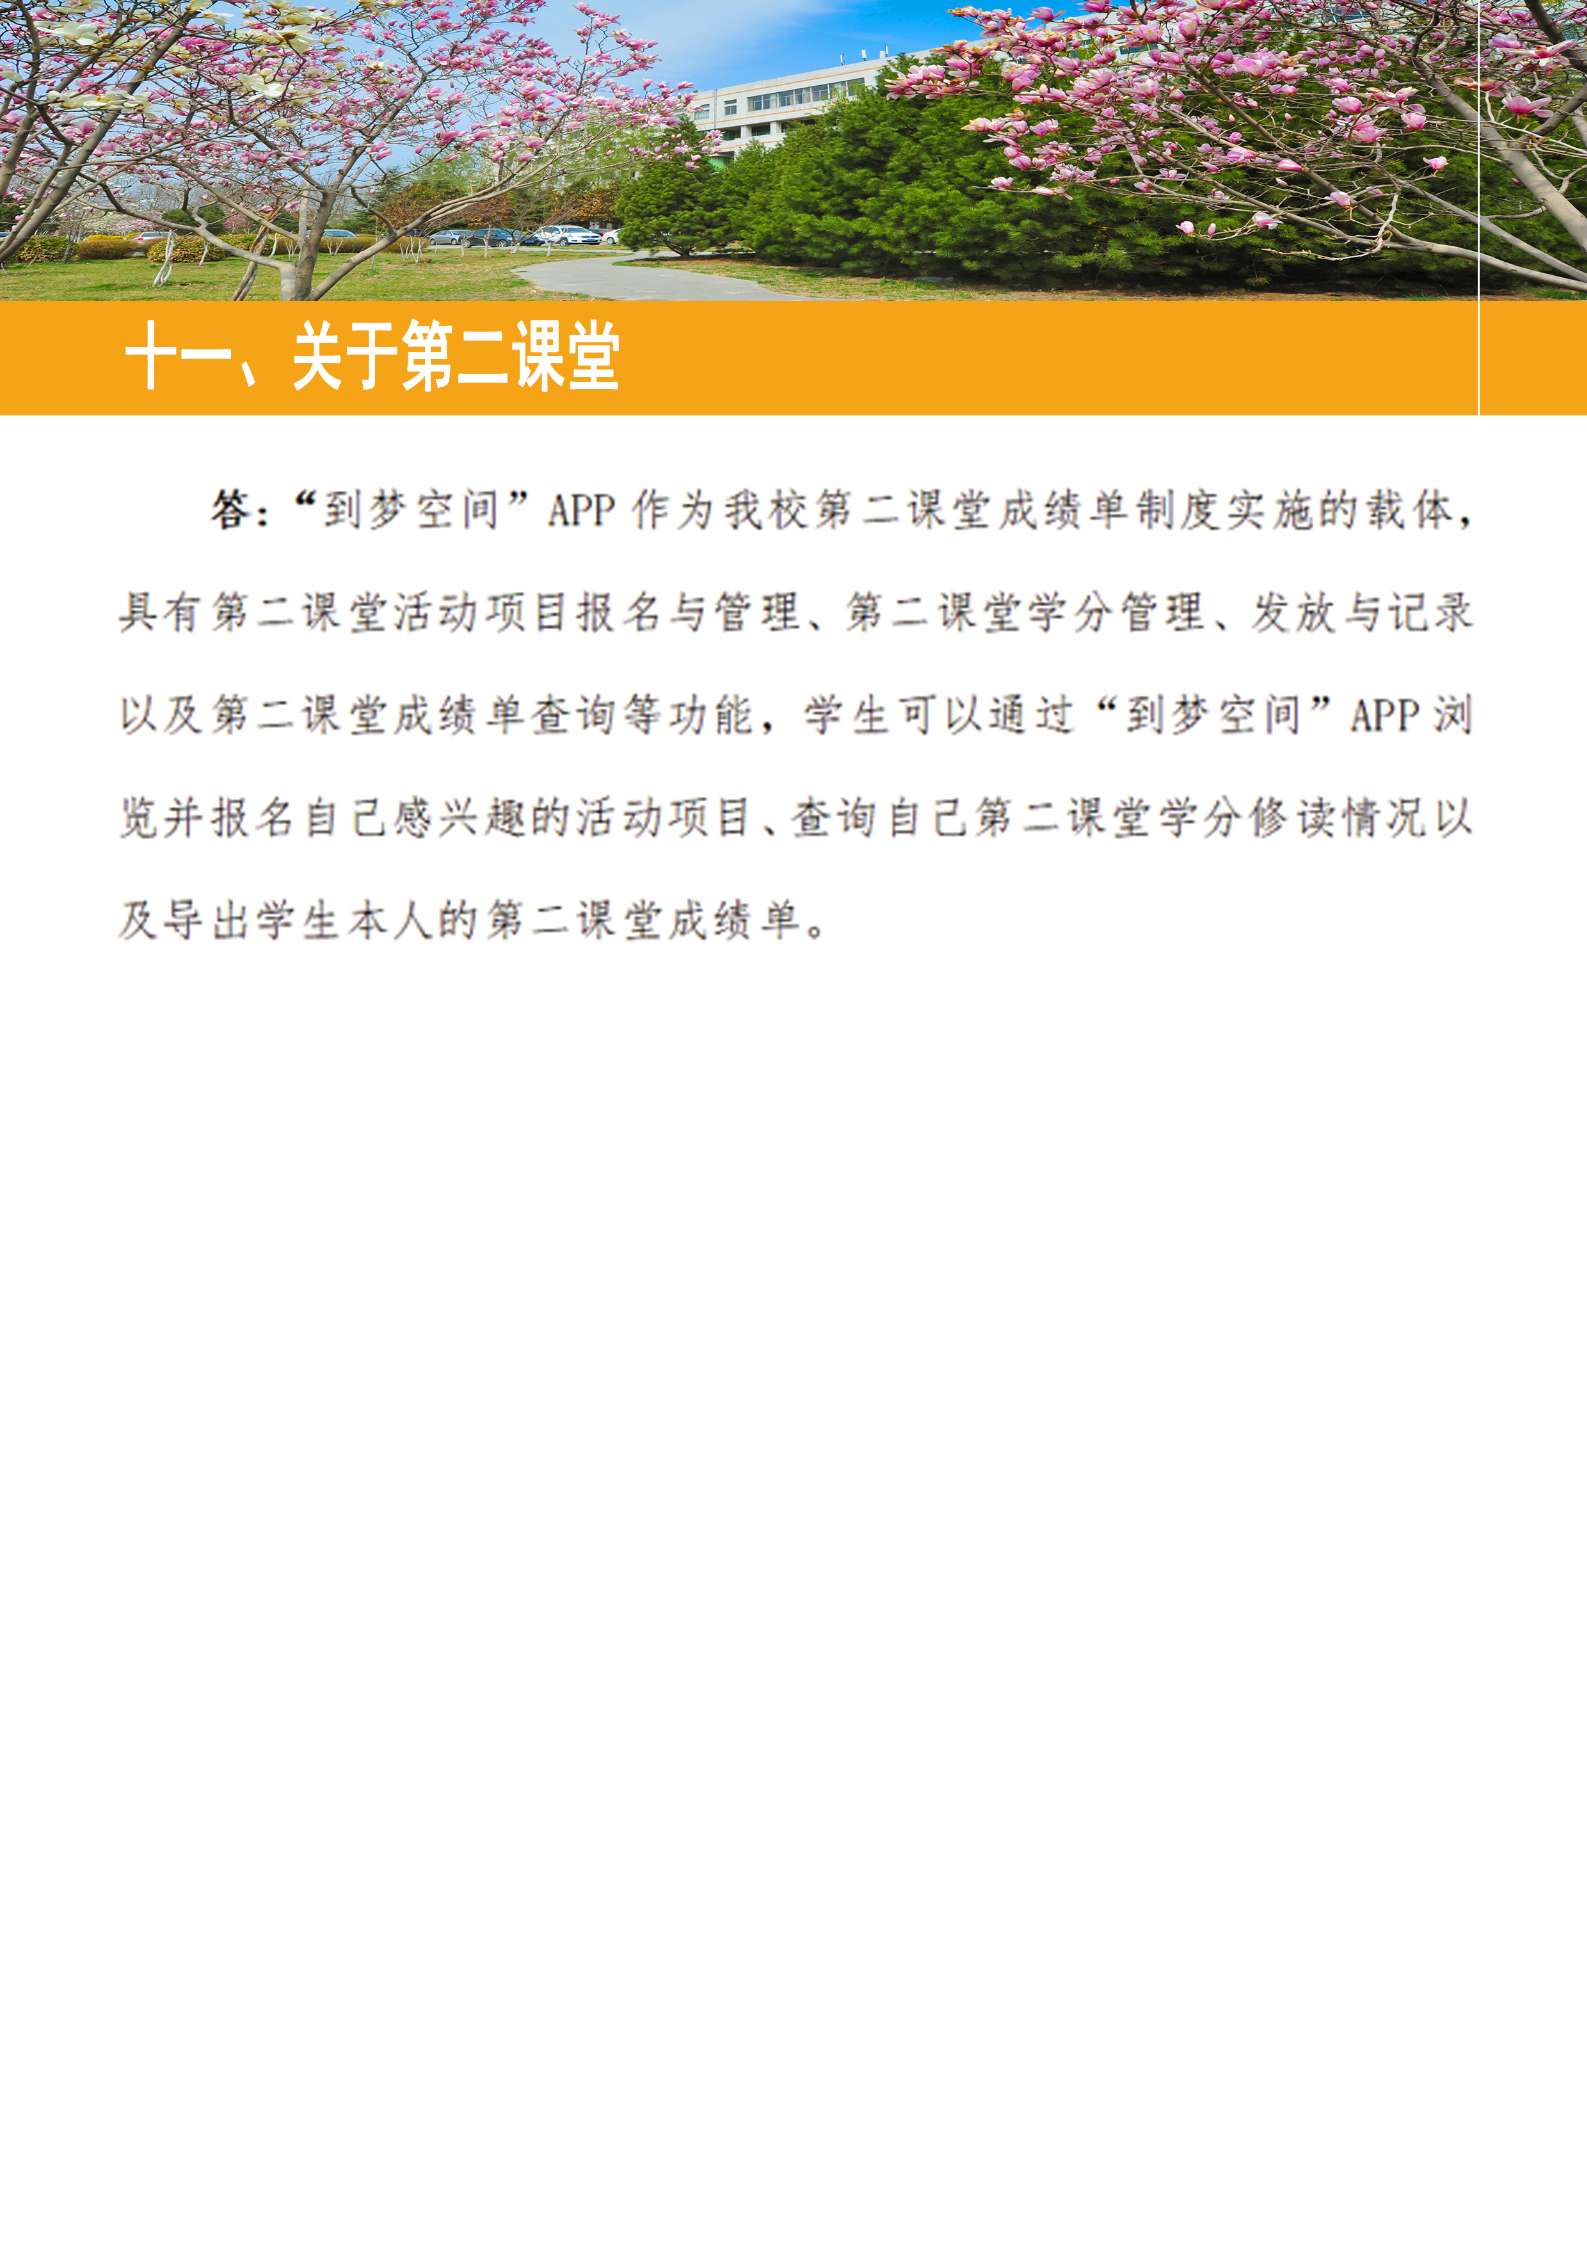 十一、关于第二课堂
答：“到梦空间”APP 作为我校第二课堂成绩单制度实施的载体，
具有第二课堂活动项目报名与管理、第二课堂学分管理、发放与记录
以及第二课堂成绩单查询等功能，学生可以通过“到梦空间”APP 浏
览并报名自己感兴趣的活动项目、查询自己第二课堂学分修读情况以
及导出学生本人的第二课堂成绩单。